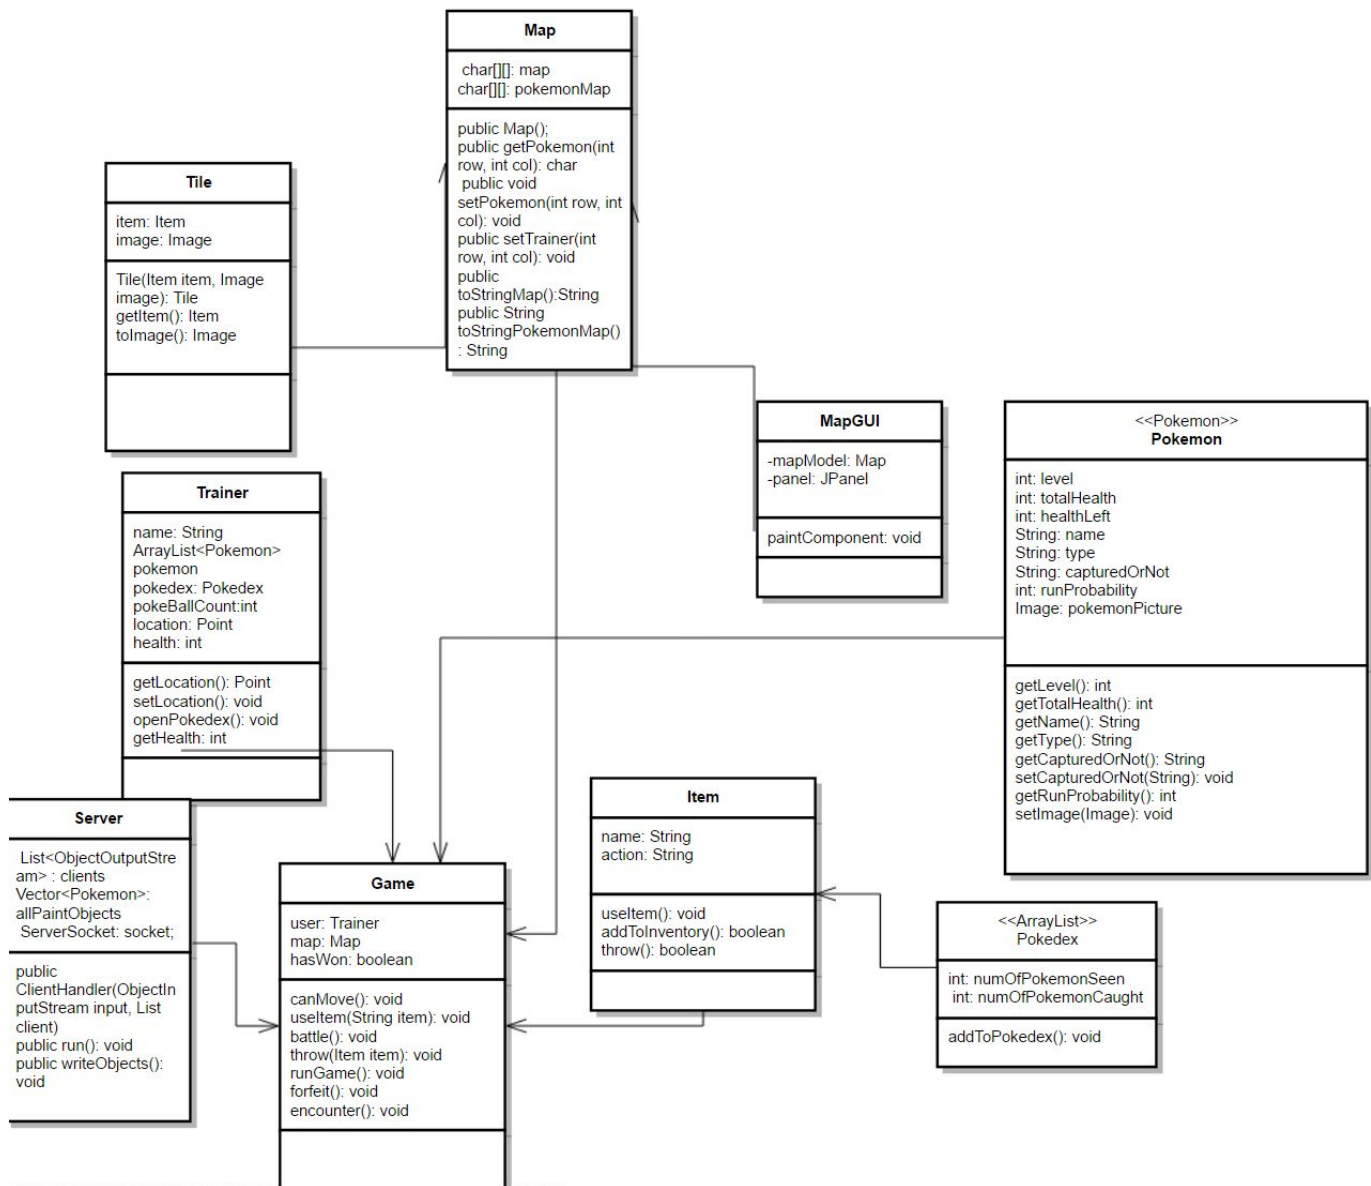 Map
char[][]: map
char[][]: pokemonMap
public Map();
public getPokemon(int
row, int col): char
public void
setPokemon(int row, int
col): void
public setTrainer(int
row, int col): void
public
toStringMap():String
public String
toStringPokemonMap()
: String
Tile
item: Item
image: Image
Tile(Item item, Image
image): Tile
getItem(): Item
toImage(): Image
MapGUI
-mapModel: Map
-panel: JPanel
paintComponent: void
<<Pokemon>>
Pokemon
int: level
int: totalHealth
int: healthLeft
String: name
String: type
String: capturedOrNot
int: runProbability
Image: pokemonPicture
getLevel(): int
getTotalHealth(): int
getName(): String
getType(): String
getCapturedOrNot(): String
setCapturedOrNot(String): void
getRunProbability(): int
setImage(Image): void
Trainer
name: String
ArrayList<Pokemon>
pokemon
pokedex: Pokedex
pokeBallCount:int
location: Point
health: int
getLocation(): Point
setLocation(): void
openPokedex(): void
getHealth: int
Server
List<ObjectOutputStre
am> : clients
Vector<Pokemon>:
allPaintObjects
ServerSocket: socket;
public
ClientHandler(ObjectIn
putStream input, List
client)
public run(): void
public writeObjects():
void
Game
user: Trainer
map: Map
hasWon: boolean
canMove(): void
useItem(String item): void
battle(): void
throw(Item item): void
runGame(): void
forfeit(): void
encounter(): void
Item
name: String
action: String
useItem(): void
addToInventory(): boolean
throw(): boolean
<<ArrayList>>
Pokedex
int: numOfPokemonSeen
int: numOfPokemonCaught
addToPokedex(): void